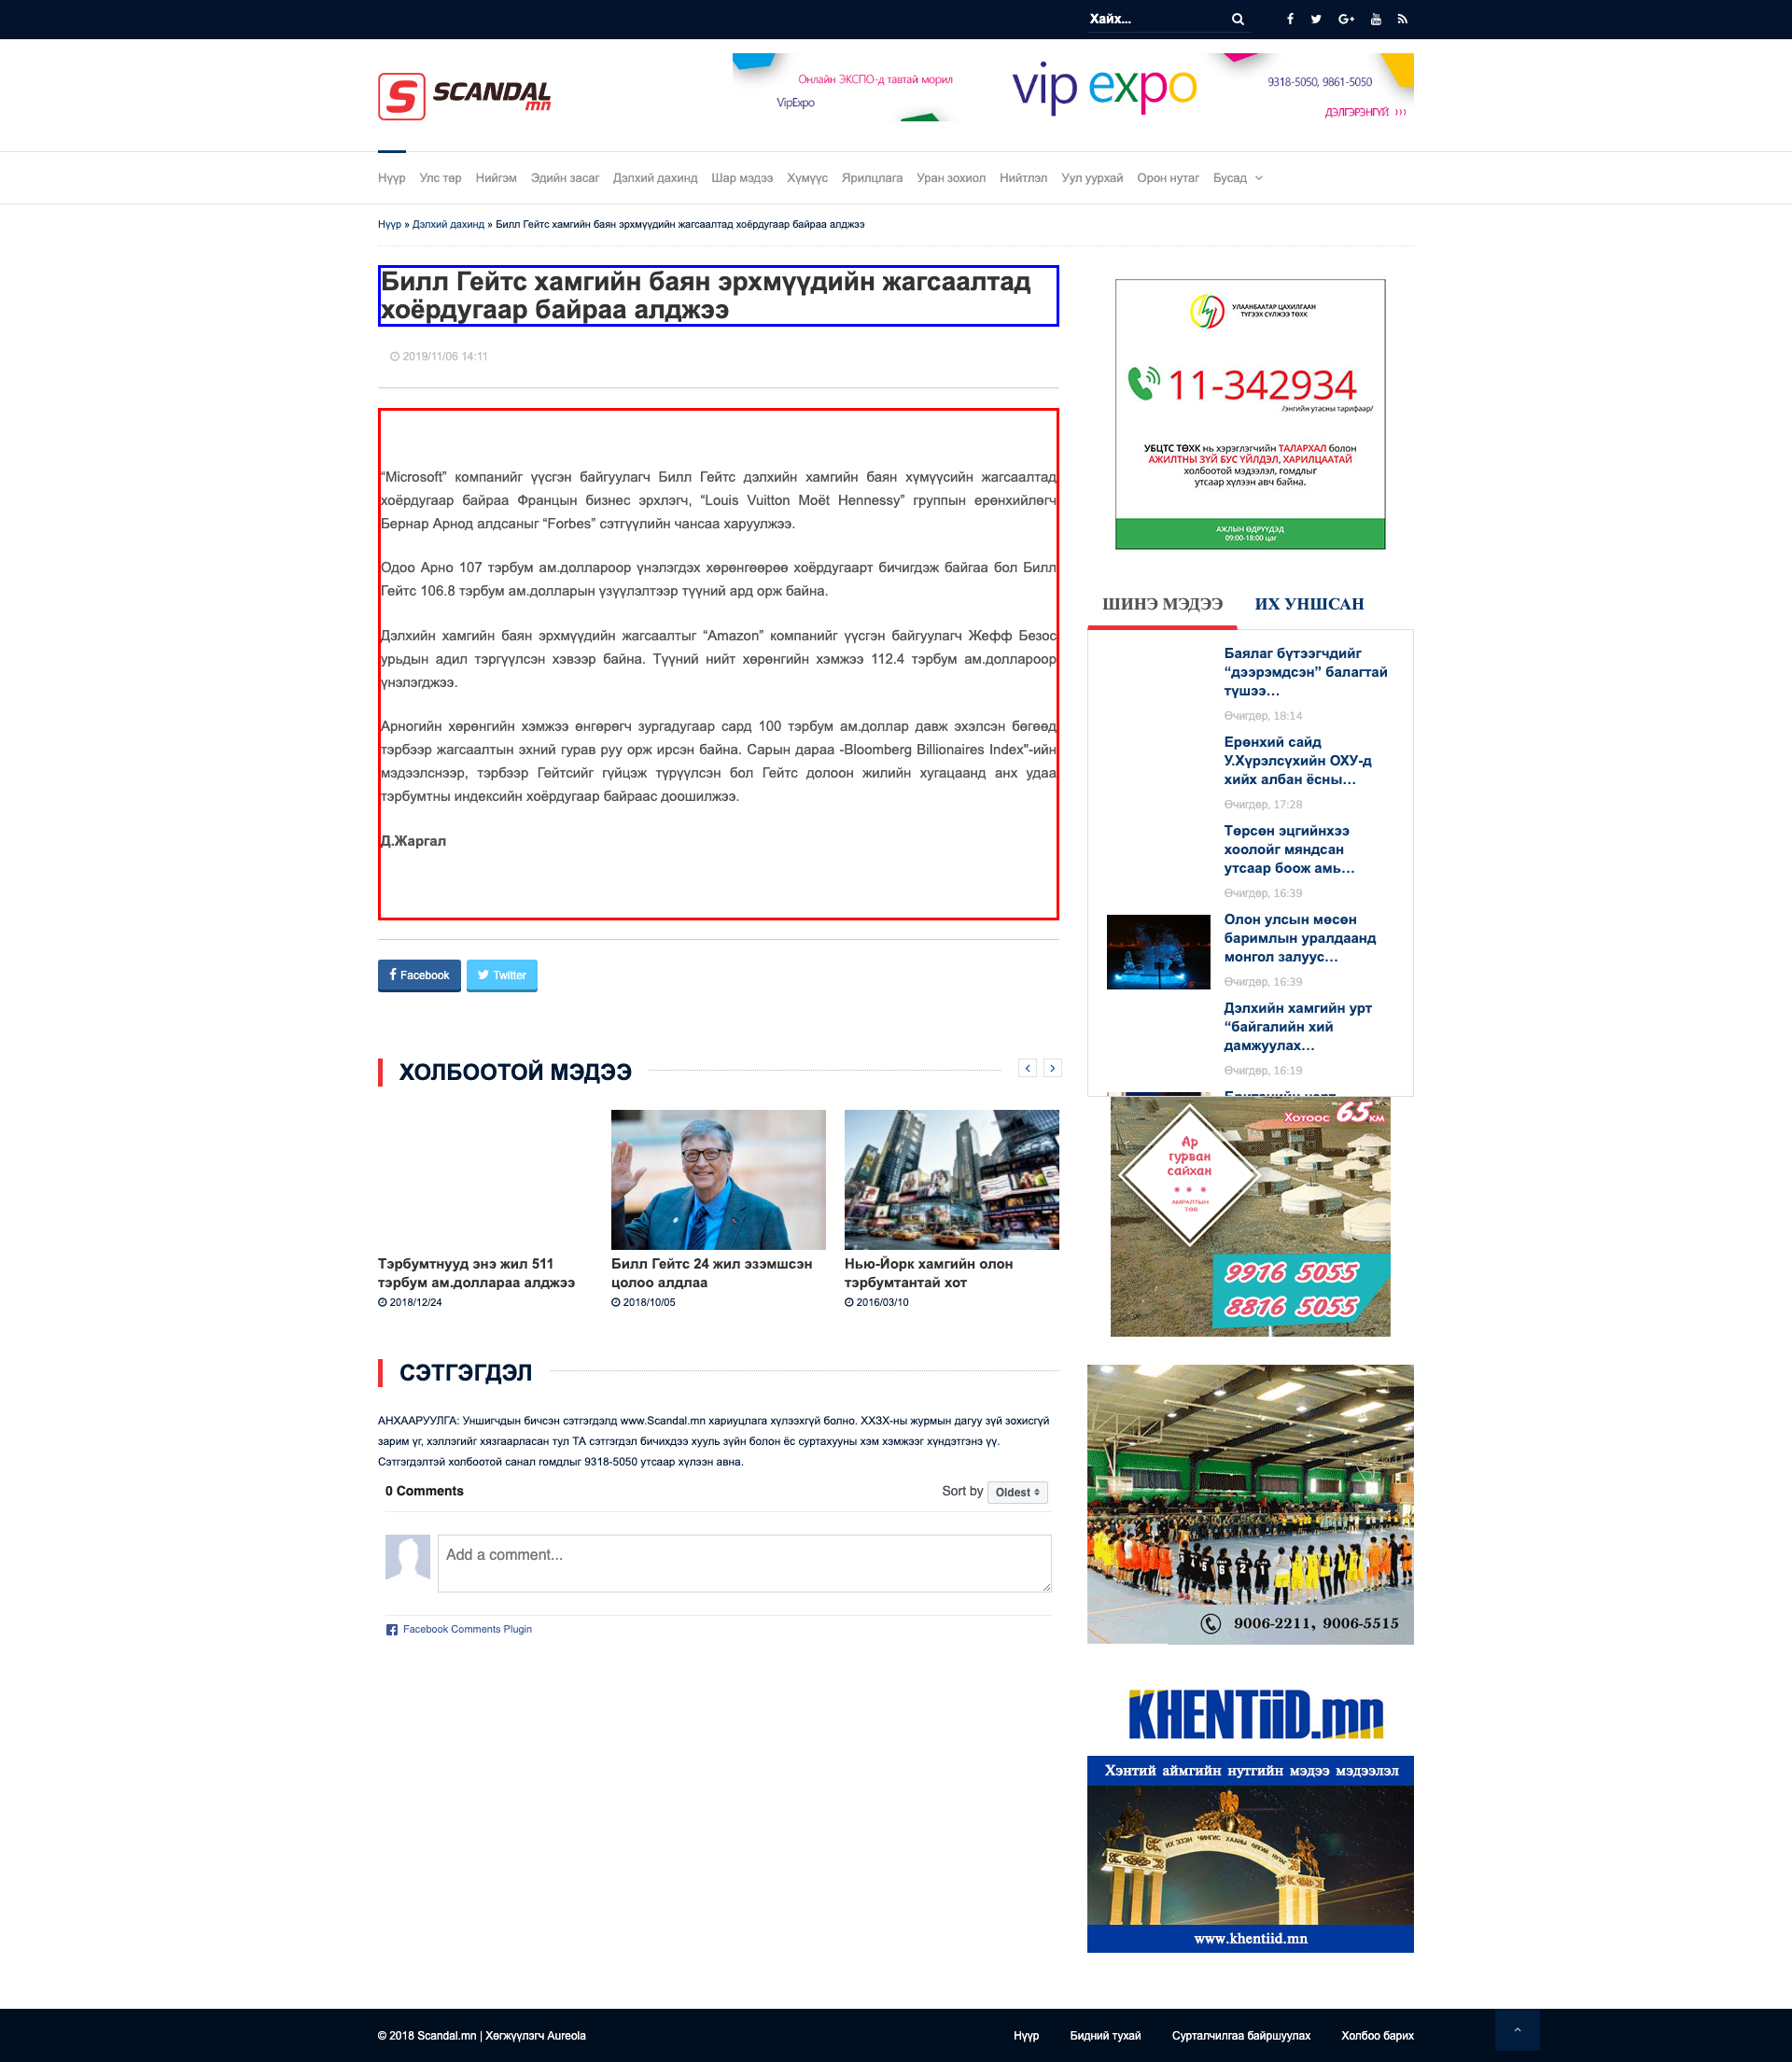 Хайх...
SCANDAL
mn
Онлайн ЭКСПО-д тавтай морил
VipExpo
vip expo
9318-5050, 9861-5050
ДЭЛГЭРЭНГҮЙ >>>
Нүүр Улс төр Нийгэм Эдийн засаг Дэлхий дахинд Шар мэдээ Хүмүүс Ярилцлага Уран зохиол Нийтлэл Уул уурхай Орон нутаг Бусад
Нүүр » Дэлхий дахинд » Билл Гейтс хамгийн баян эрхмүүдийн жагсаалтад хоёрдугаар байраа алджээ
Билл Гейтс хамгийн баян эрхмүүдийн жагсаалтад
хоёрдугаар байраа алджээ
2019/11/06 14:11
“Microsoft” компанийг үүсгэн байгуулагч Билл Гейтс дэлхийн хамгийн баян хүмүүсийн жагсаалтад
хоёрдугаар байраа Францын бизнес эрхлэгч, “Louis Vuitton Moët Hennessy” группын ерөнхийлөгч
Бернар Арнод алдсаныг “Forbes” сэтгүүлийн чансаа харуулжээ.
Одоо Арно 107 тэрбум ам.доллароор үнэлэгдэх хөрөнгөөрөө хоёрдугаарт бичигдэж байгаа бол Билл
Гейтс 106.8 тэрбум ам.долларын үзүүлэлтээр түүний ард орж байна.
Дэлхийн хамгийн баян эрхмүүдийн жагсаалтыг “Amazon” компанийг үүсгэн байгуулагч Жефф Безос
урьдын адил тэргүүлсэн хэвээр байна. Түүний нийт хөрөнгийн хэмжээ 112.4 тэрбум ам.доллароор
үнэлэгджээ.
Арногийн хөрөнгийн хэмжээ өнгөрөгч зургадугаар сард 100 тэрбум ам.доллар давж эхэлсэн бөгөөд
тэрбээр жагсаалтын эхний гурав руу орж ирсэн байна. Сарын дараа -Bloomberg Billionaires Index"-ийн
мэдээлснээр, тэрбээр Гейтсийг гүйцэж түрүүлсэн бол Гейтс долоон жилийн хугацаанд анх удаа
тэрбумтны индексийн хоёрдугаар байраас доошилжээ.
Д.Жаргал
Facebook Twitter
ХОЛБООТОЙ МЭДЭЭ
Тэрбумтнууд энэ жил 511
тэрбум ам.доллараа алджээ
2018/12/24
Билл Гейтс 24 жил эзэмшсэн
цолоо алдлаа
2018/10/05
Нью-Йорк хамгийн олон
тэрбумтантай хот
2016/03/10
СЭТГЭГДЭЛ
АНХААРУУЛГА: Уншигчдын бичсэн сэтгэгдэлд www.Scandal.mn хариуцлага хүлээхгүй болно. ХХЗХ-ны журмын дагуу зүй зохисгүй
зарим үг, хэллэгийг хязгаарласан тул ТА сэтгэгдэл бичихдээ хууль зүйн болон ёс суртахууны хэм хэмжээг хүндэтгэнэ үү.
Сэтгэгдэлтэй холбоотой санал гомдлыг 9318-5050 утсаар хүлээн авна.
0 Comments
Sort by Oldest
Add a comment...
Facebook Comments Plugin
УЛААНБААТАР ЦАХИЛГААН
ТҮГЭЭХ СҮЛЖЭЭ ТӨХК
11-342934
/энгийн утасны тарифаар/
УБЦТС ТӨХК нь хэрэглэгчийн ТАЛАРХАЛ болон
АЖИЛТНЫ ЗҮЙ БУС ҮЙЛДЭЛ, ХАРИЛЦААТАЙ
холбоотой мэдээлэл, гомдлыг
утсаар хүлээн авч байна.
АЖЛЫН ӨДРҮҮДЭД
09:00-18:00 цаг
ШИНЭ МЭДЭЭ ИХ УНШСАН
Баялаг бүтээгчдийг
“дээрэмдсэн” балагтай
түшээ…
Өчигдөр, 18:14
Ерөнхий сайд
У.Хүрэлсүхийн ОХУ-д
хийх албан ёсны…
Өчигдөр, 17:28
Төрсөн эцгийнхээ
хоолойг мяндсан
утсаар боож амь…
Өчигдөр, 16:39
Олон улсын мөсөн
баримлын уралдаанд
монгол залуус…
Өчигдөр, 16:39
Дэлхийн хамгийн урт
“байгалийн хий
дамжуулах…
Өчигдөр, 16:19
Хотоос 65 км
Ар
гурван
сайхан
АМРАЛТЫН
ТӨВ
9916 5055
8816 5055
9006-2211, 9006-5515
KHENTiiD.mn
Хэнтий аймгийн нутгийн мэдээ мэдээлэл
ИХ ЭЗЭН ЧИНГИС ХААНЫ ӨЛГИЙ НУТАГ
www.khentiid.mn
© 2018 Scandal.mn | Хөгжүүлэгч Aureola
Нүүр Бидний тухай Сурталчилгаа байршуулах Холбоо барих